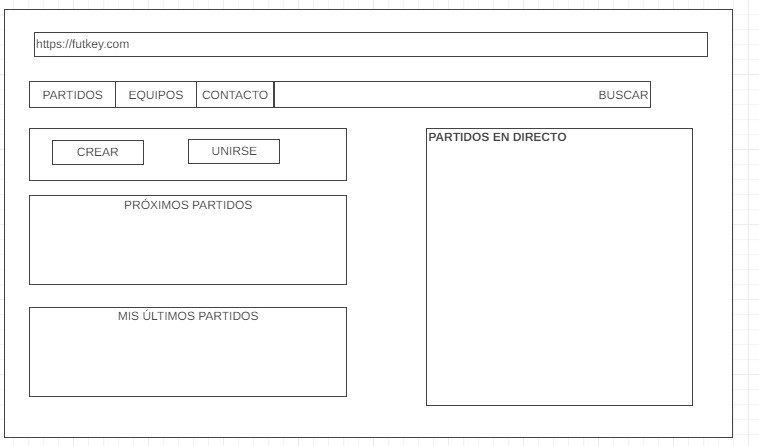 https://futkey.com
PARTIDOS EQUIPOS CONTACTO BUSCAR
CREAR UNIRSE
PRÓXIMOS PARTIDOS
MIS ÚLTIMOS PARTIDOS
PARTIDOS EN DIRECTO